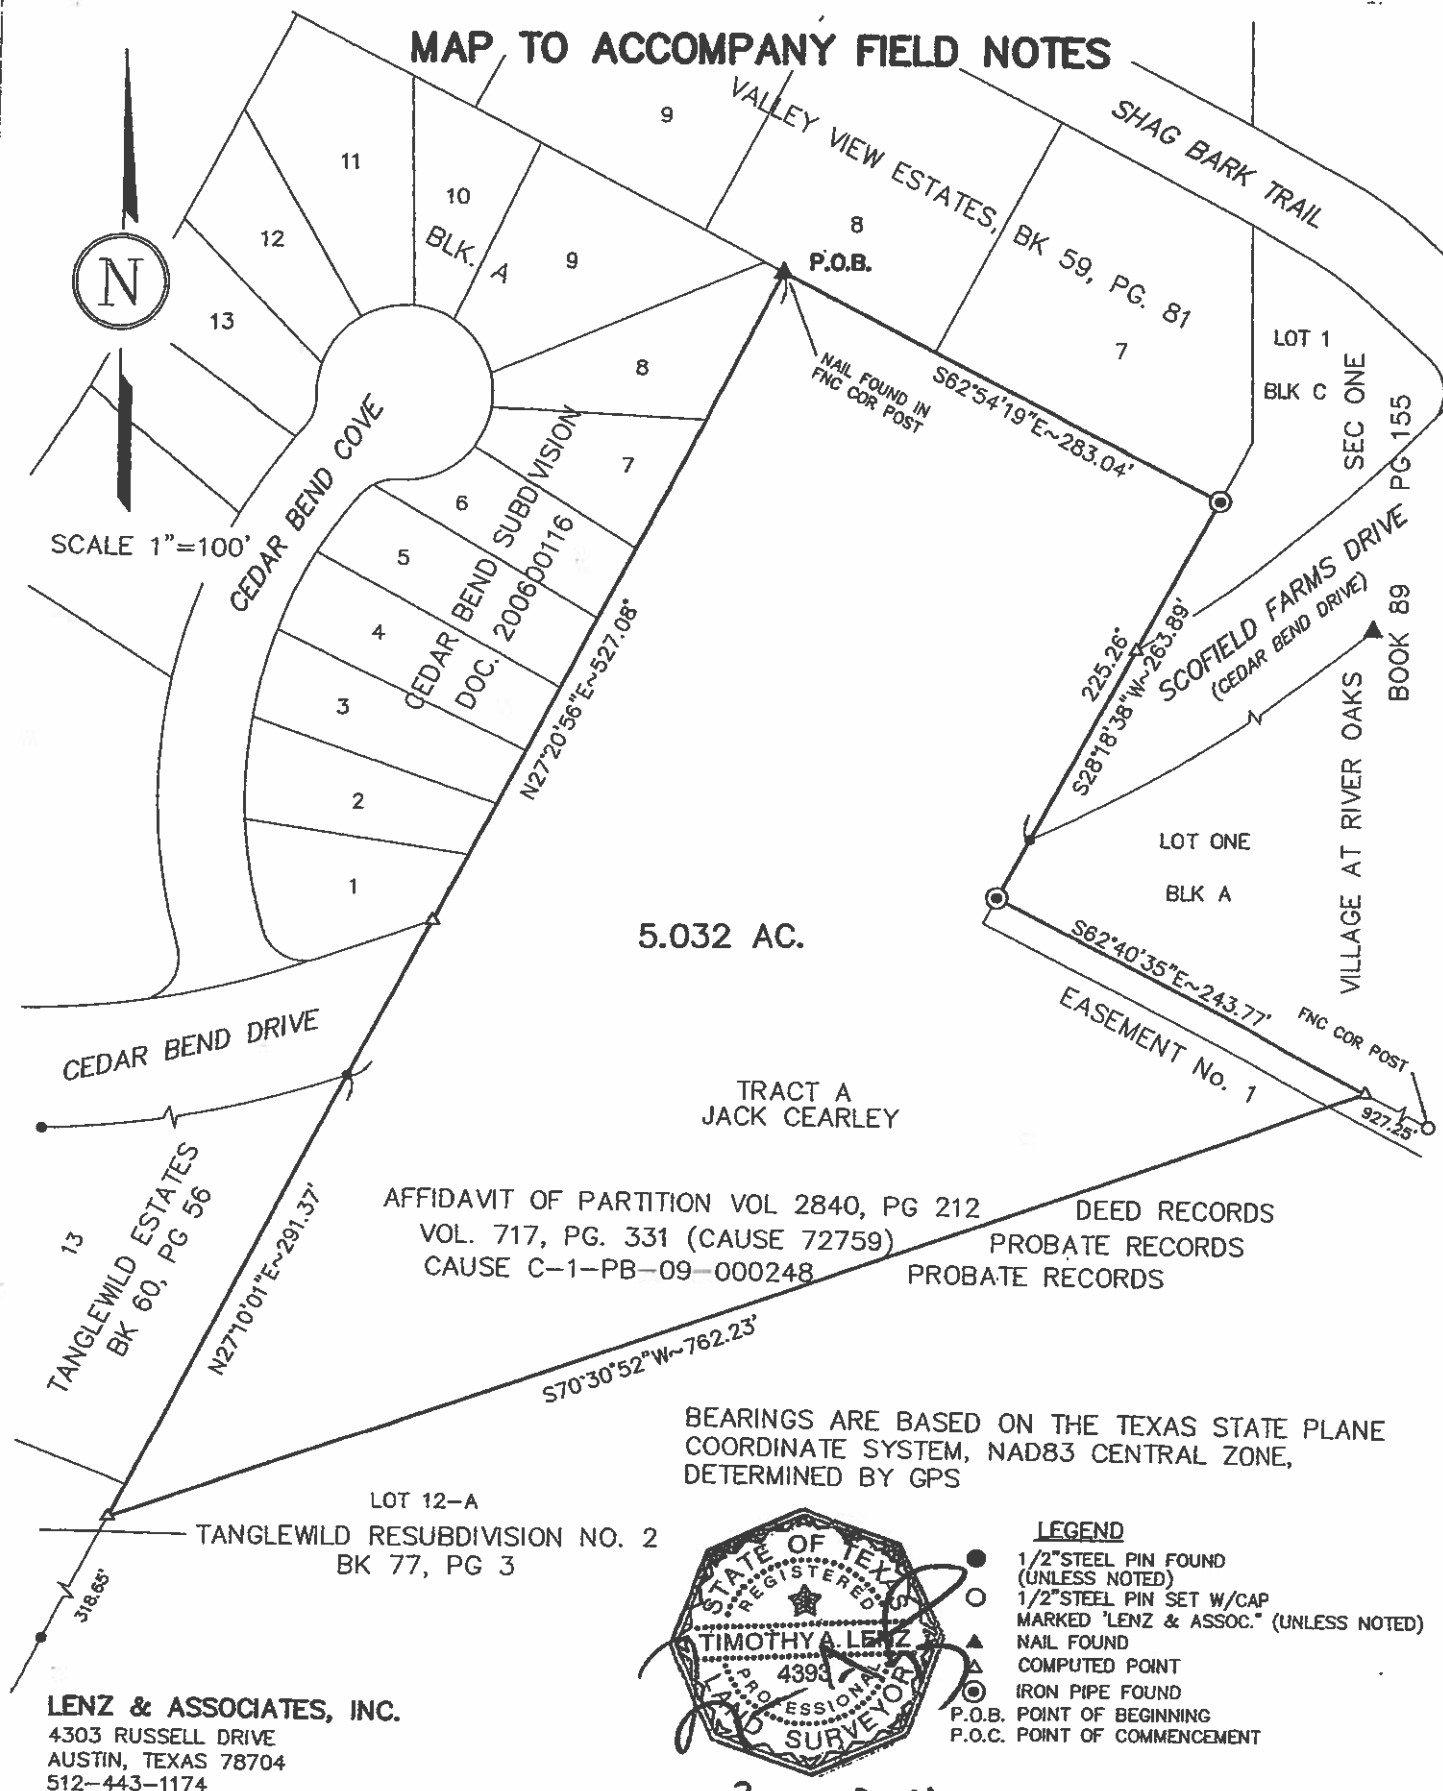 MAP TO ACCOMPANY FIELD NOTES
SHAG BARK TRAIL
VALLEY VIEW ESTATES, BK 59, PG. 81
9
8
7
11
10
12
13
BLK. A
9
8
7
6
5
4
3
2
1
N
SCALE 1"=100'
P.O.B.
NAIL FOUND IN
FNC COR POST
S62°54'19"E~283.04'
LOT 1
BLK C
SEC ONE
PG 155
BOOK 89
VILLAGE AT RIVER OAKS
CEDAR BEND COVE
CEDAR BEND SUBDIVISION
DOC. 200600116
N27°20'56"E~527.08'
225.26'
S28°18'38"W~263.89'
SCOFIELD FARMS DRIVE
(CEDAR BEND DRIVE)
LOT ONE
BLK A
5.032 AC.
S62°40'35"E~243.77'
EASEMENT No. 1
FNC COR POST
927.25'
CEDAR BEND DRIVE
TRACT A
JACK CEARLEY
AFFIDAVIT OF PARTITION VOL 2840, PG 212 DEED RECORDS
VOL. 717, PG. 331 (CAUSE 72759) PROBATE RECORDS
CAUSE C-1-PB-09-000248 PROBATE RECORDS
13
TANGLEWILD ESTATES
BK 60, PG 56
N27°10'01"E~291.37'
S70°30'52"W~762.23'
BEARINGS ARE BASED ON THE TEXAS STATE PLANE
COORDINATE SYSTEM, NAD83 CENTRAL ZONE,
DETERMINED BY GPS
LOT 12-A
TANGLEWILD RESUBDIVISION NO. 2
BK 77, PG 3
318.65'
STATE OF TEXAS
REGISTERED
TIMOTHY A. LENZ
4393
PROFESSIONAL
LAND SURVEYOR
LEGEND
1/2"STEEL PIN FOUND
(UNLESS NOTED)
1/2"STEEL PIN SET W/CAP
MARKED 'LENZ & ASSOC." (UNLESS NOTED)
NAIL FOUND
COMPUTED POINT
IRON PIPE FOUND
P.O.B. POINT OF BEGINNING
P.O.C. POINT OF COMMENCEMENT
LENZ & ASSOCIATES, INC.
4303 RUSSELL DRIVE
AUSTIN, TEXAS 78704
512-443-1174